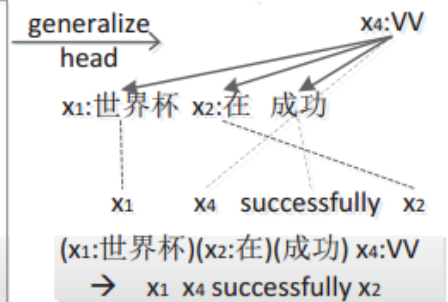 generalize
head
x4:VV
x1:世界杯 x2:在 成功
x1 x4 successfully x2
(x1:世界杯)(x2:在)(成功) x4:VV
→ x1 x4 successfully x2